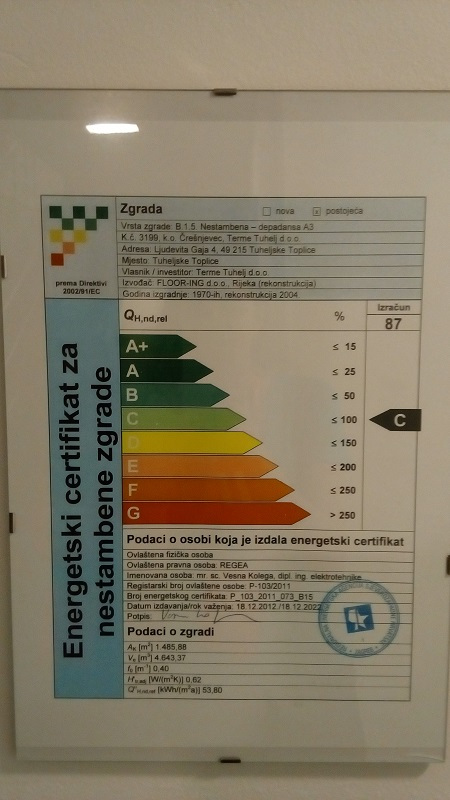 Zgrada nova x postojeća
Vrsta zgrade: B.1.5. Nestambena – depadansa A3
K.č. 3199, k.o. Črešnjevec, Terme Tuhelj d.o.o.
Adresa: Ljudevita Gaja 4, 49 215 Tuheljske Toplice
Mjesto: Tuheljske Toplice
Vlasnik / investitor: Terme Tuhelj d.o.o.
Izvođač: FLOOR-ING d.o.o., Rijeka (rekonstrukcija)
Godina izgradnje: 1970-ih, rekonstrukcija 2004.
prema Direktivi
2002/91/EC
Energetski certifikat za
nestambene zgrade
QH,nd,rel % Izračun
87
A+ ≤ 15
A ≤ 25
B ≤ 50
C ≤ 100 C
D ≤ 150
E ≤ 200
F ≤ 250
G > 250
Podaci o osobi koja je izdala energetski certifikat
Ovlaštena fizička osoba
Ovlaštena pravna osoba: REGEA
Imenovana osoba: mr. sc. Vesna Kolega, dipl. ing. elektrotehnike
Registarski broj ovlaštene osobe: P-103/2011
Broj energetskog certifikata: P_103_2011_073_B15
Datum izdavanja/rok važenja: 18.12.2012./18.12.2022.
Potpis:
Podaci o zgradi
AK [m²] 1.485,88
Ve [m³] 4.643,37
f0 [m⁻¹] 0,40
H'tr,adj [W/(m²K)] 0,62
Q''H,nd,ref [kWh/(m²a)] 53,80